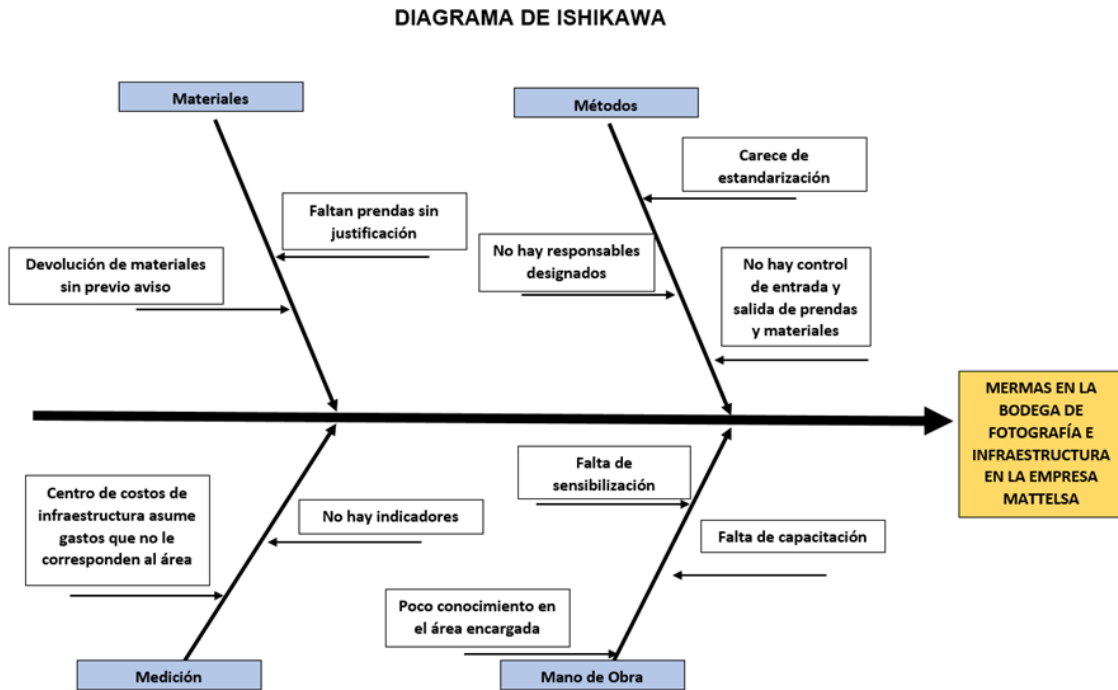 DIAGRAMA DE ISHIKAWA
Materiales
Métodos
Carece de
estandarización
Faltan prendas sin
justificación
No hay responsables
designados
Devolución de materiales
sin previo aviso
No hay control
de entrada y
salida de prendas
y materiales
MERMAS EN LA
BODEGA DE
FOTOGRAFÍA E
INFRAESTRUCTURA
EN LA EMPRESA
MATTELSA
Falta de
sensibilización
Centro de costos de
infraestructura asume
gastos que no le
corresponden al área
No hay indicadores
Falta de capacitación
Poco conocimiento en
el área encargada
Medición
Mano de Obra